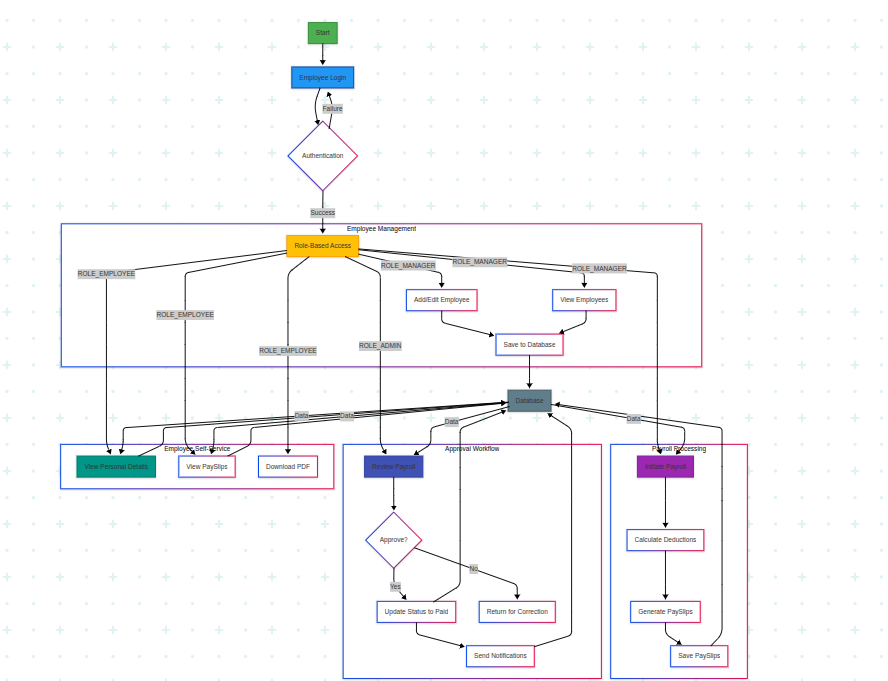 Start
Employee Login
Failure
Authentication
Success
Employee Management
Role-Based Access
ROLE_EMPLOYEE
ROLE_MANAGER
ROLE_MANAGER
ROLE_MANAGER
Add/Edit Employee
View Employees
ROLE_EMPLOYEE
ROLE_EMPLOYEE
ROLE_ADMIN
Save to Database
Database
Data
Data
Data
Data
Employee Self-Service
Approval Workflow
Payroll Processing
View Personal Details
View PaySlips
Download PDF
Review Payroll
Initiate Payroll
Approve?
Calculate Deductions
No
Yes
Update Status to Paid
Return for Correction
Generate PaySlips
Send Notifications
Save PaySlips